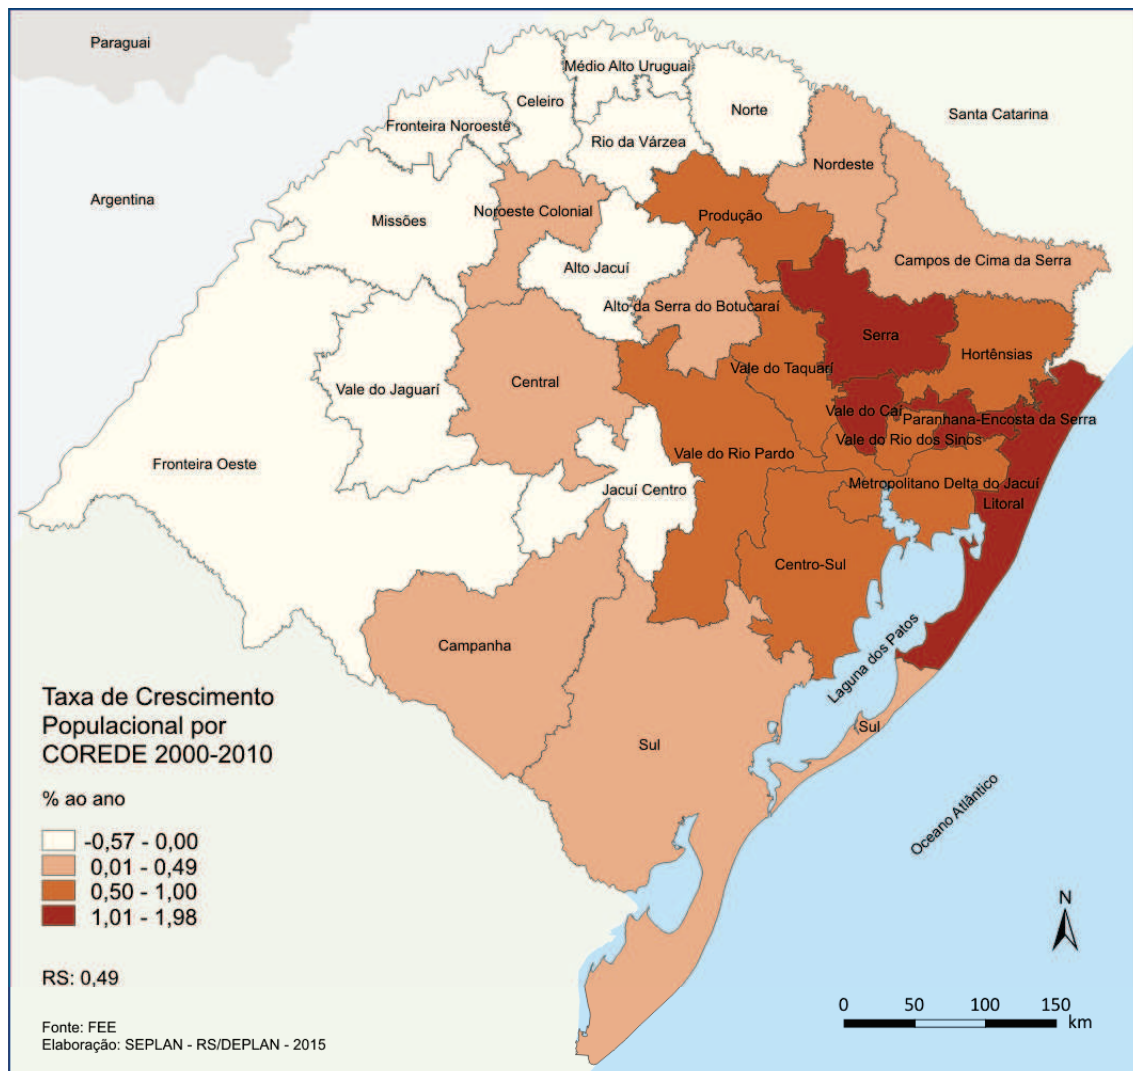 Paraguai
Médio Alto Uruguai
Celeiro
Norte
Santa Catarina
Fronteira Noroeste
Rio da Várzea
Nordeste
Argentina
Missões
Noroeste Colonial
Produção
Alto Jacuí
Campos de Cima da Serra
Alto da Serra do Botucaraí
Serra
Hortênsias
Vale do Taquarí
Central
Vale do Jaguarí
Vale do Caí
Paranhana-Encosta da Serra
Vale do Rio dos Sinos
Fronteira Oeste
Vale do Rio Pardo
Metropolitano Delta do Jacuí
Jacuí Centro
Litoral
Centro-Sul
Campanha
Laguna dos Patos
Sul
Sul
Oceano Atlântico
Taxa de Crescimento
Populacional por
COREDE 2000-2010
% ao ano
-0,57 - 0,00
0,01 - 0,49
0,50 - 1,00
1,01 - 1,98
RS: 0,49
Fonte: FEE
Elaboração: SEPLAN - RS/DEPLAN - 2015
N
0 50 100 150
km